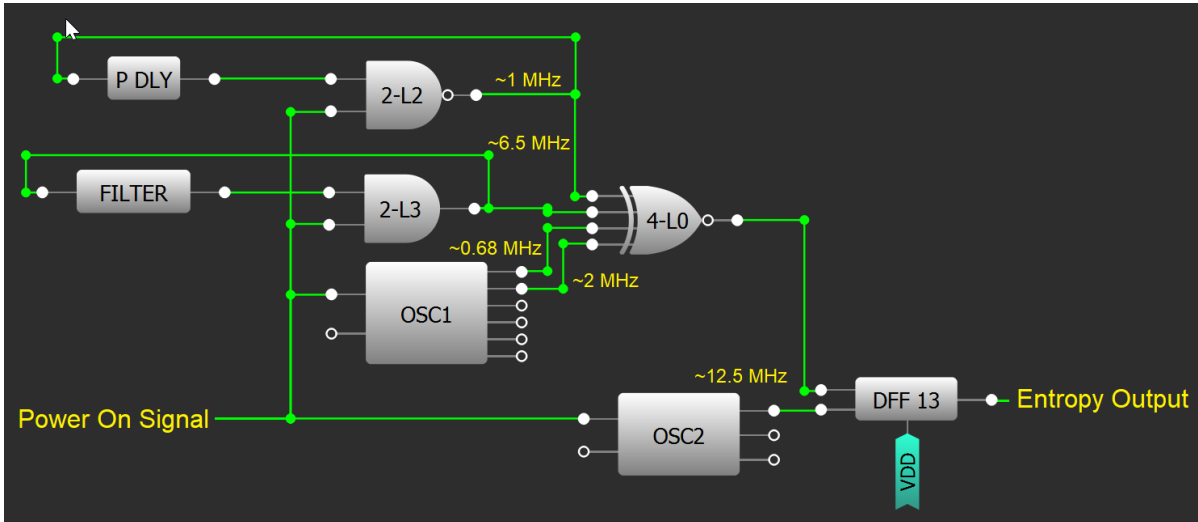 P DLY
2-L2
~1 MHz
~6.5 MHz
FILTER
2-L3
4-L0
~0.68 MHz
~2 MHz
OSC1
~12.5 MHz
Power On Signal
OSC2
DFF 13
Entropy Output
VDD